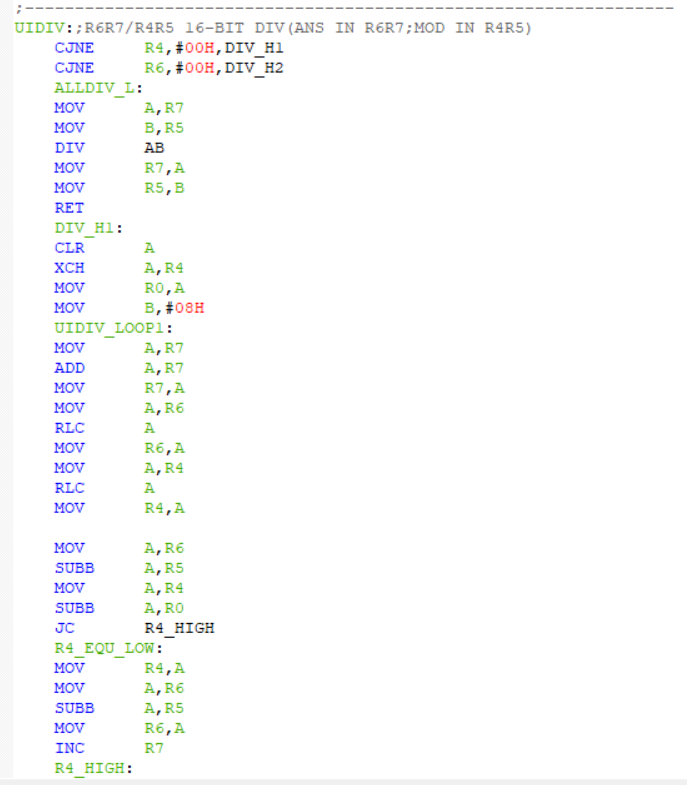 ;-----------------------------------------------------------------
UIDIV:;R6R7/R4R5 16-BIT DIV(ANS IN R6R7;MOD IN R4R5)
CJNE R4,#00H,DIV_H1
CJNE R6,#00H,DIV_H2
ALLDIV_L:
MOV A,R7
MOV B,R5
DIV AB
MOV R7,A
MOV R5,B
RET
DIV_H1:
CLR A
XCH A,R4
MOV R0,A
MOV B,#08H
UIDIV_LOOP1:
MOV A,R7
ADD A,R7
MOV R7,A
MOV A,R6
RLC A
MOV R6,A
MOV A,R4
RLC A
MOV R4,A
MOV A,R6
SUBB A,R5
MOV A,R4
SUBB A,R0
JC R4_HIGH
R4_EQU_LOW:
MOV R4,A
MOV A,R6
SUBB A,R5
MOV R6,A
INC R7
R4_HIGH: